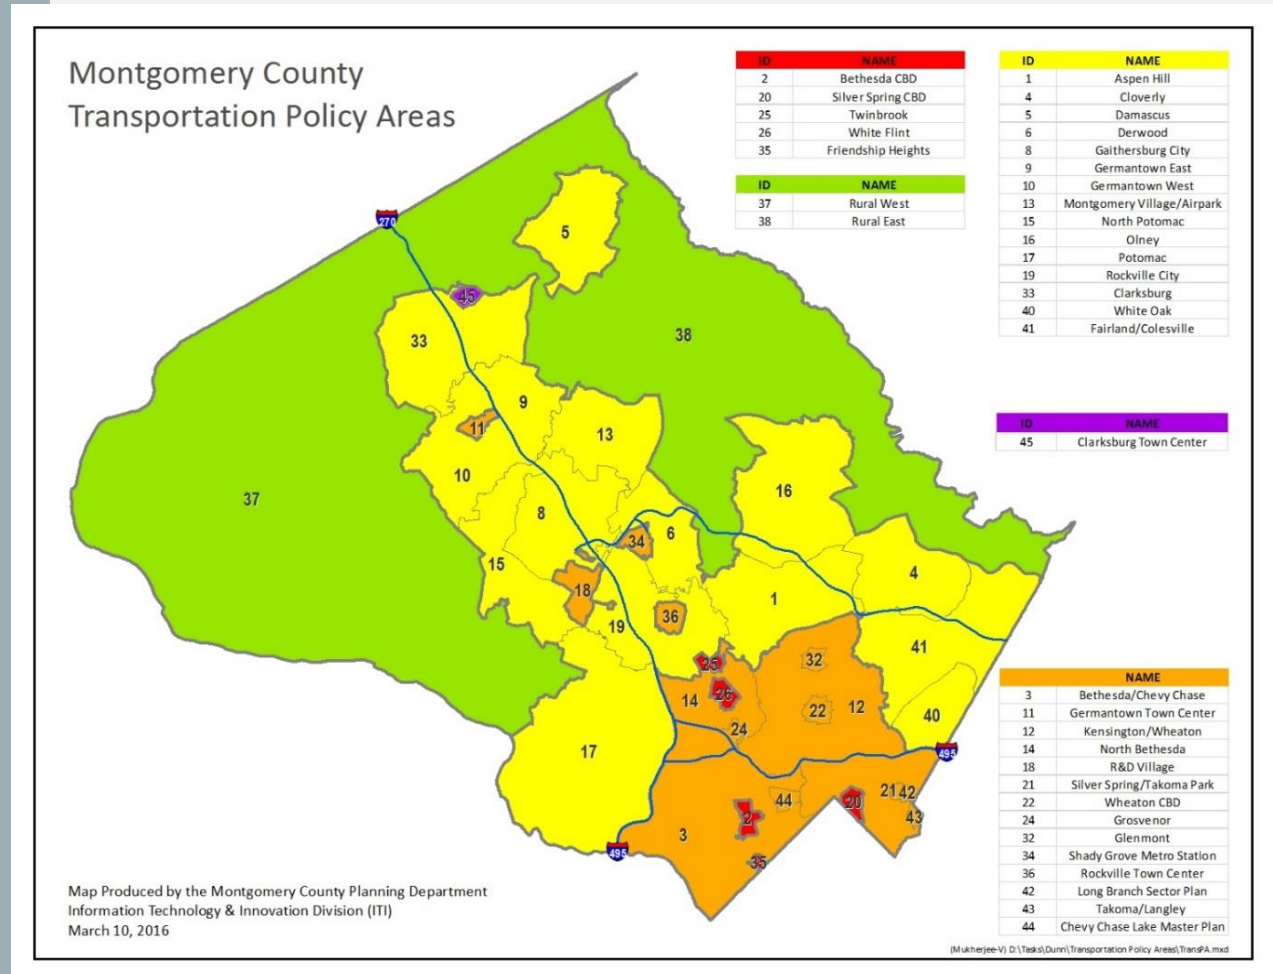 Montgomery County
Transportation Policy Areas
ID NAME
2 Bethesda CBD
20 Silver Spring CBD
25 Twinbrook
26 White Flint
35 Friendship Heights
ID NAME
37 Rural West
38 Rural East
ID NAME
1 Aspen Hill
4 Cloverly
5 Damascus
6 Derwood
8 Gaithersburg City
9 Germantown East
10 Germantown West
13 Montgomery Village/Airpark
15 North Potomac
16 Olney
17 Potomac
19 Rockville City
33 Clarksburg
40 White Oak
41 Fairland/Colesville
ID NAME
45 Clarksburg Town Center
NAME
3 Bethesda/Chevy Chase
11 Germantown Town Center
12 Kensington/Wheaton
14 North Bethesda
18 R&D Village
21 Silver Spring/Takoma Park
22 Wheaton CBD
24 Grosvenor
32 Glenmont
34 Shady Grove Metro Station
36 Rockville Town Center
42 Long Branch Sector Plan
43 Takoma/Langley
44 Chevy Chase Lake Master Plan
270
5
45
33
38
9
11
13
10
16
37
8
6
34
15
4
18
1
36
19
41
32
25
14
26
22
12
40
24
17
495
21
42
44
20
2
43
3
495
35
Map Produced by the Montgomery County Planning Department
Information Technology & Innovation Division (ITI)
March 10, 2016
(Mukherjee-V) D:\Tasks\Dunn\Transportation Policy Areas\TransPA.mxd